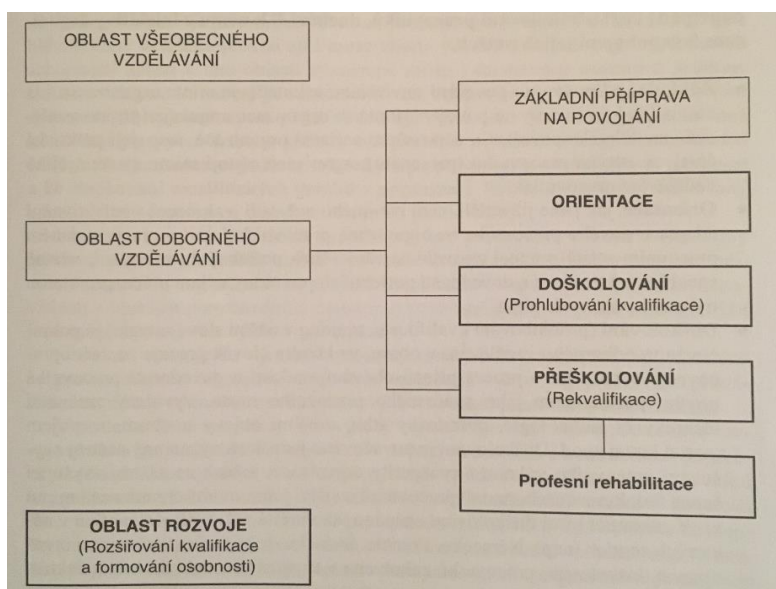 OBLAST VŠEOBECNÉHO
VZDĚLÁVÁNÍ
ZÁKLADNÍ PŘÍPRAVA
NA POVOLÁNÍ
ORIENTACE
OBLAST ODBORNÉHO
VZDĚLÁVÁNÍ
DOŠKOLOVÁNÍ
(Prohlubování kvalifikace)
PŘEŠKOLOVÁNÍ
(Rekvalifikace)
Profesní rehabilitace
OBLAST ROZVOJE
(Rozšiřování kvalifikace
a formování osobnosti)